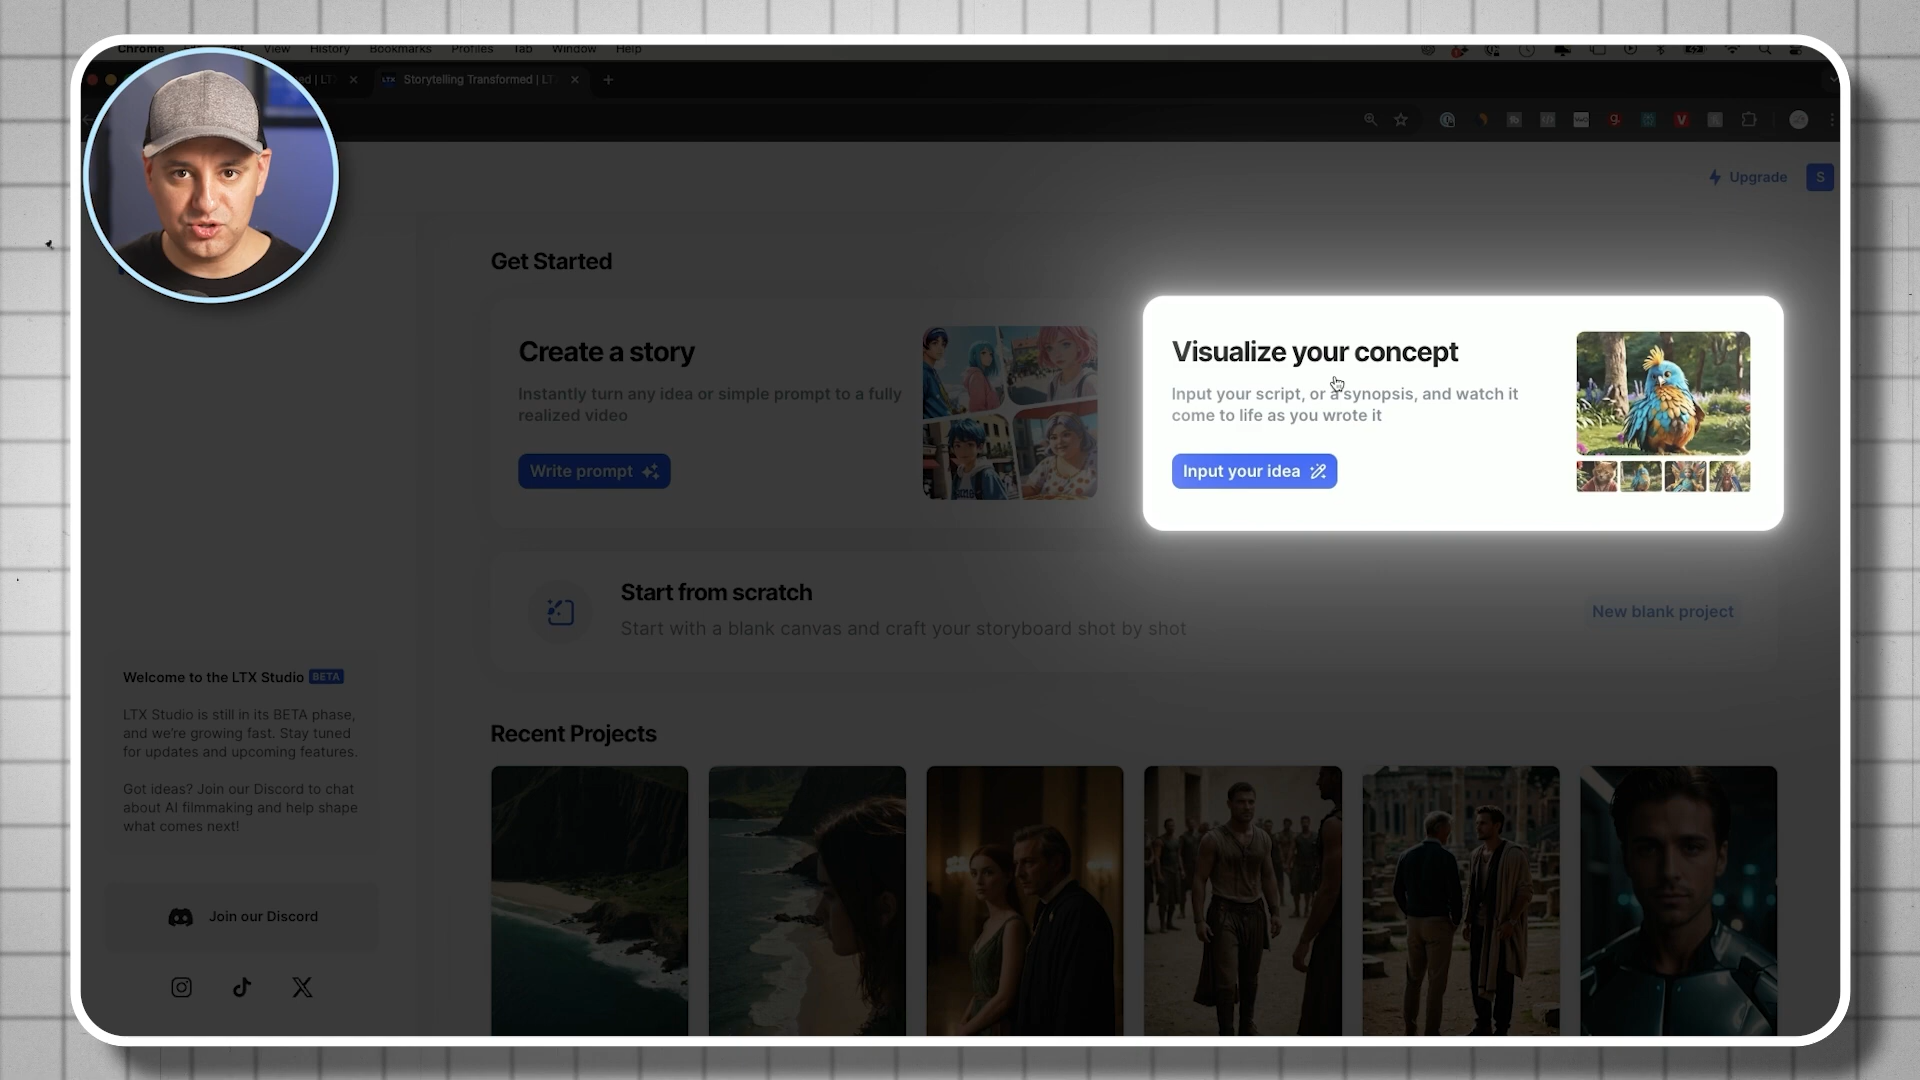 Chrome
View
History
Bookmarks
Profiles
Tab
Window
Help
Storytelling Transformed | LT
Upgrade
S
Get Started
Create a story
Instantly turn any idea or simple prompt to a fully
realized video
Write prompt
Visualize your concept
Input your script, or a synopsis, and watch it
come to life as you wrote it
Input your idea
Start from scratch
Start with a blank canvas and craft your storyboard shot by shot
New blank project
Welcome to the LTX Studio BETA
LTX Studio is still in its BETA phase,
and we're growing fast. Stay tuned
for updates and upcoming features.
Got ideas? Join our Discord to chat
about AI filmmaking and help shape
what comes next!
Join our Discord
Recent Projects